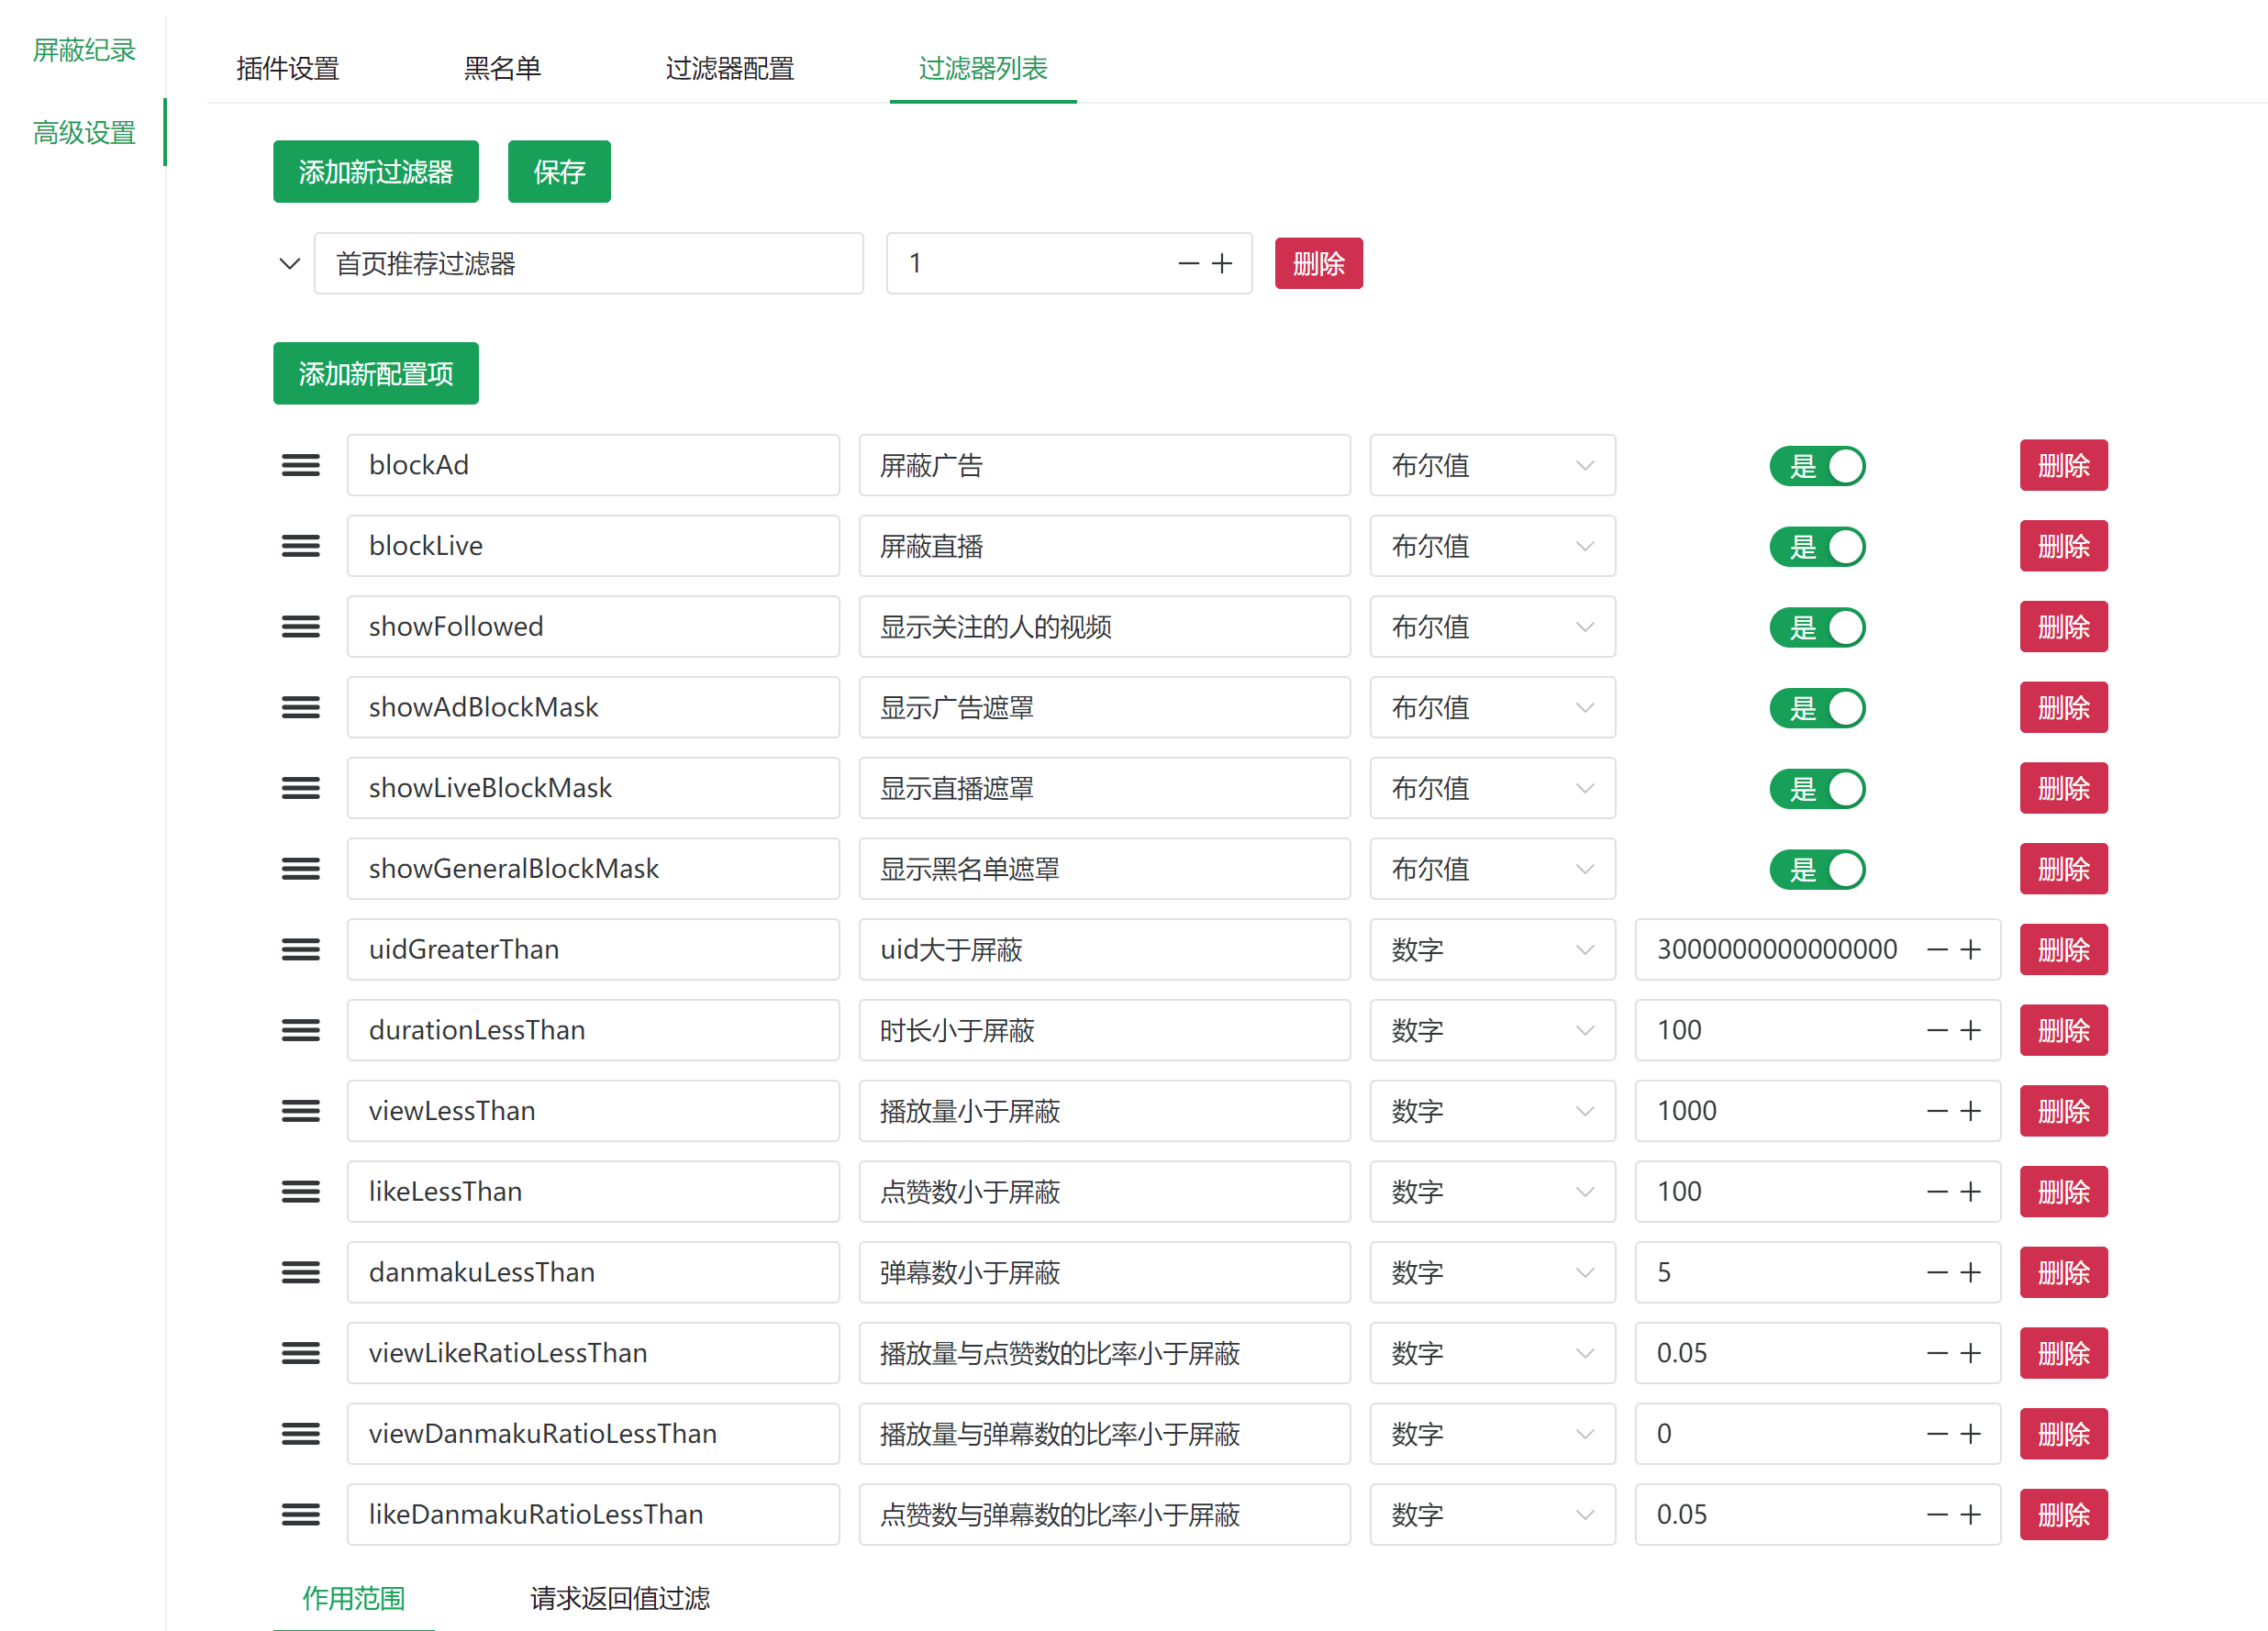 屏蔽纪录
高级设置
插件设置 黑名单 过滤器配置 过滤器列表
添加新过滤器 保存
首页推荐过滤器 1 删除
添加新配置项
blockAd 屏蔽广告 布尔值 是 删除
blockLive 屏蔽直播 布尔值 是 删除
showFollowed 显示关注的人的视频 布尔值 是 删除
showAdBlockMask 显示广告遮罩 布尔值 是 删除
showLiveBlockMask 显示直播遮罩 布尔值 是 删除
showGeneralBlockMask 显示黑名单遮罩 布尔值 是 删除
uidGreaterThan uid大于屏蔽 数字 3000000000000000 删除
durationLessThan 时长小于屏蔽 数字 100 删除
viewLessThan 播放量小于屏蔽 数字 1000 删除
likeLessThan 点赞数小于屏蔽 数字 100 删除
danmakuLessThan 弹幕数小于屏蔽 数字 5 删除
viewLikeRatioLessThan 播放量与点赞数的比率小于屏蔽 数字 0.05 删除
viewDanmakuRatioLessThan 播放量与弹幕数的比率小于屏蔽 数字 0 删除
likeDanmakuRatioLessThan 点赞数与弹幕数的比率小于屏蔽 数字 0.05 删除
作用范围 请求返回值过滤